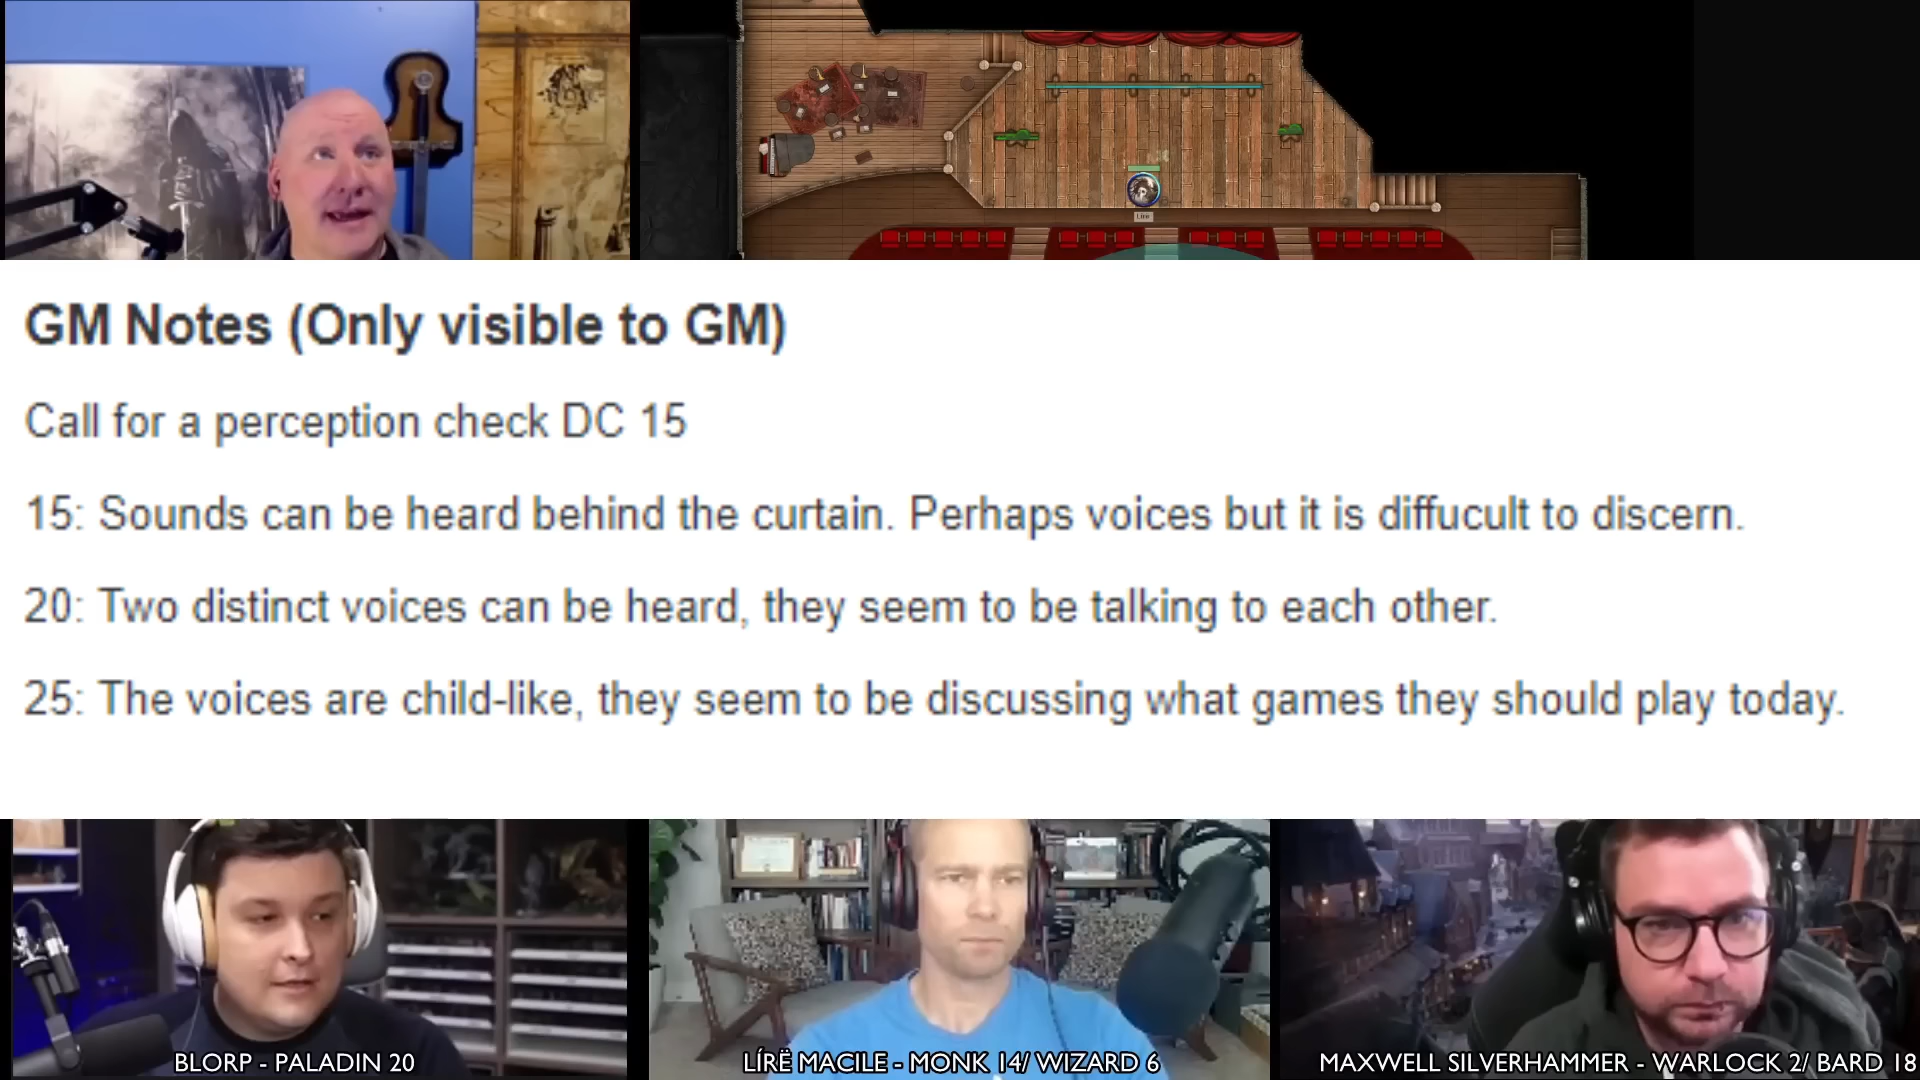 Líre
GM Notes (Only visible to GM)
Call for a perception check DC 15
15: Sounds can be heard behind the curtain. Perhaps voices but it is diffucult to discern.
20: Two distinct voices can be heard, they seem to be talking to each other.
25: The voices are child-like, they seem to be discussing what games they should play today.
BLORP - PALADIN 20
LÍRË MACILE - MONK 14/ WIZARD 6
MAXWELL SILVERHAMMER - WARLOCK 2/ BARD 18